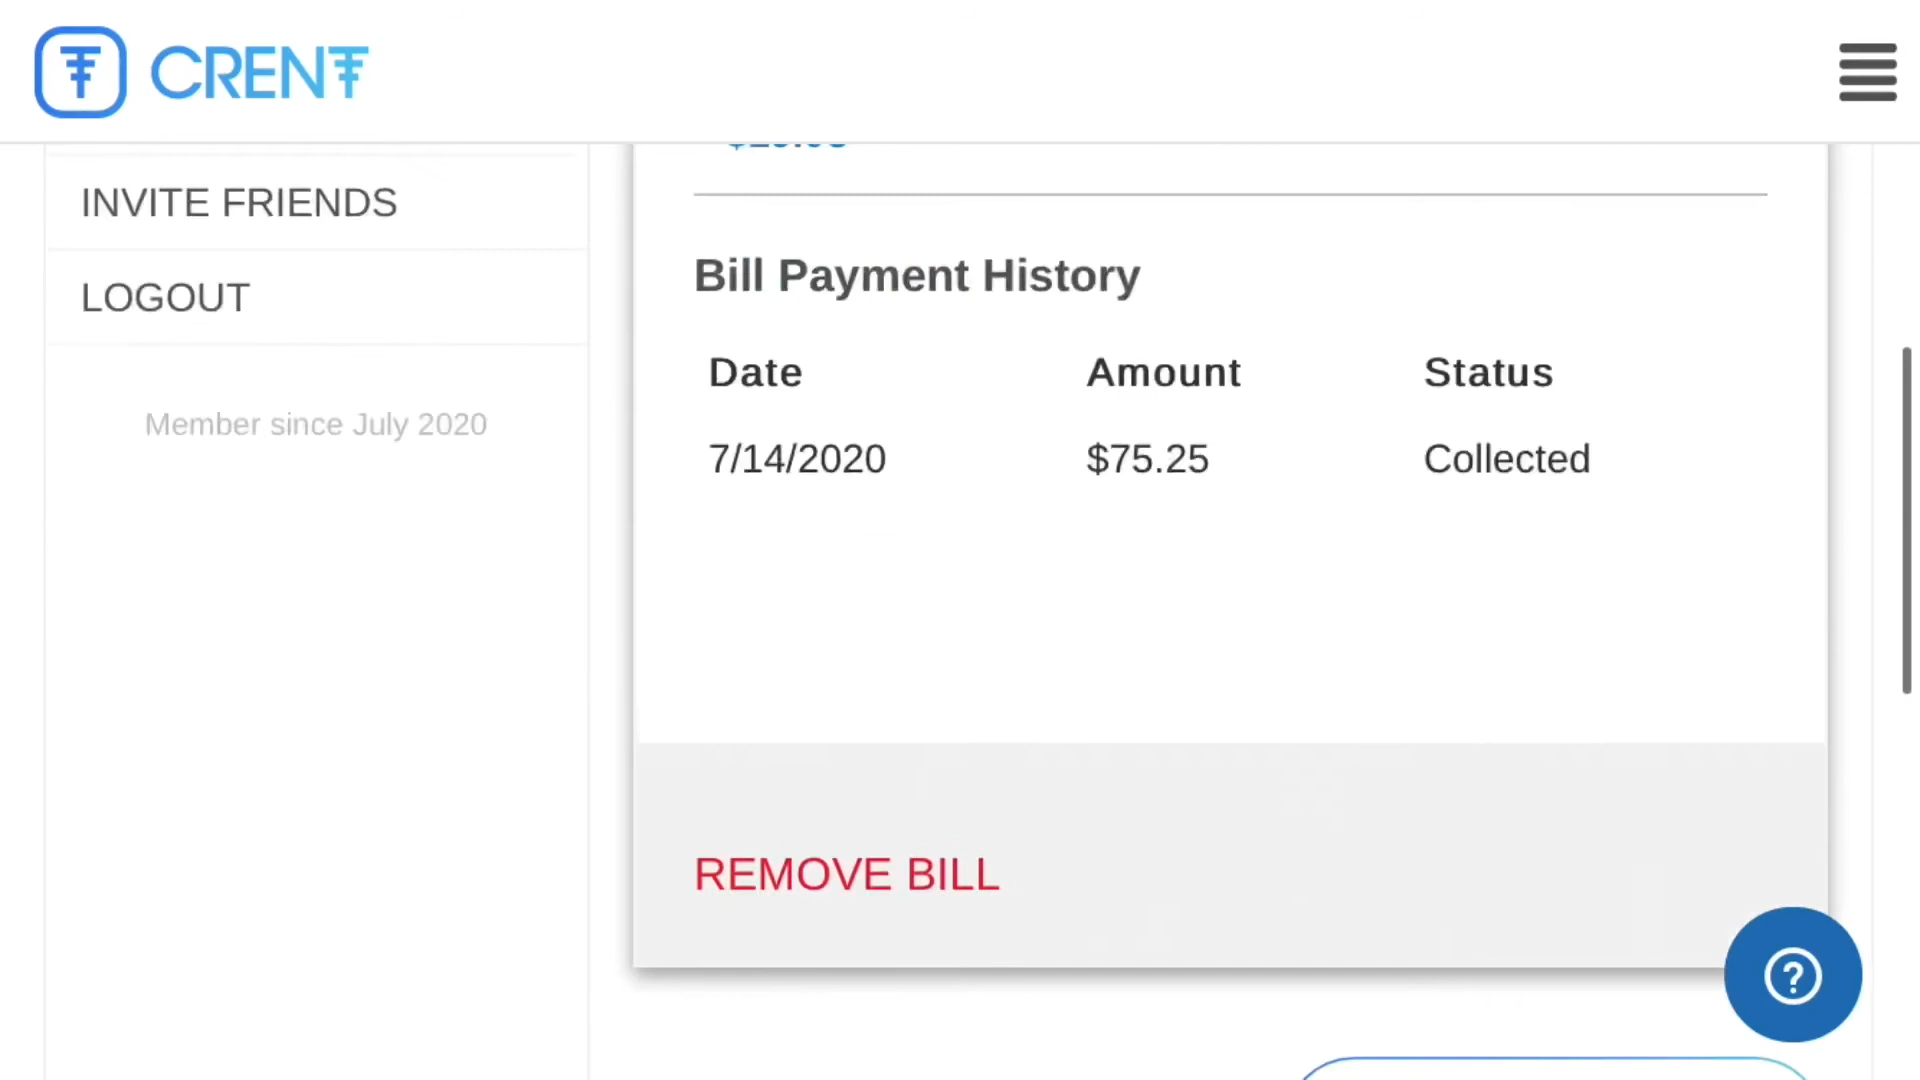 CRENT
INVITE FRIENDS
LOGOUT
Member since July 2020
Bill Payment History
Date Amount Status
7/14/2020 $75.25 Collected
REMOVE BILL
?